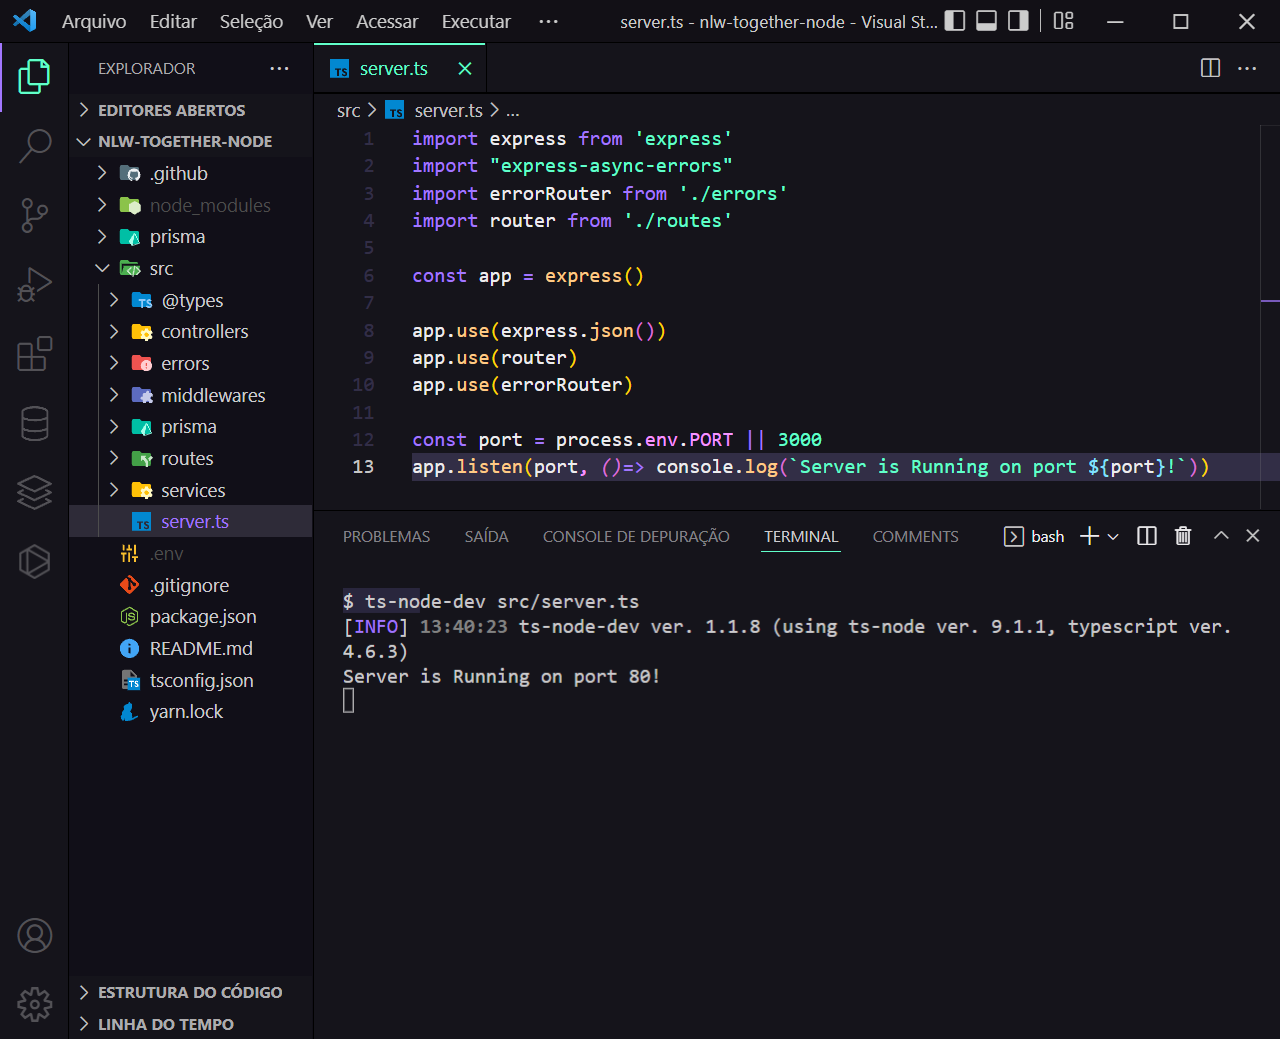 Arquivo Editar Seleção Ver Acessar Executar ··· server.ts - nlw-together-node - Visual St...
EXPLORADOR ···
EDITORES ABERTOS
NLW-TOGETHER-NODE
.github
node_modules
prisma
src
@types
controllers
errors
middlewares
prisma
routes
services
TS server.ts
.env
.gitignore
package.json
README.md
tsconfig.json
yarn.lock
ESTRUTURA DO CÓDIGO
LINHA DO TEMPO
TS server.ts
src > TS server.ts > ...
1 import express from 'express'
2 import "express-async-errors"
3 import errorRouter from './errors'
4 import router from './routes'
5
6 const app = express()
7
8 app.use(express.json())
9 app.use(router)
10 app.use(errorRouter)
11
12 const port = process.env.PORT || 3000
13 app.listen(port, ()=> console.log(`Server is Running on port ${port}!`))
PROBLEMAS SAÍDA CONSOLE DE DEPURAÇÃO TERMINAL COMMENTS bash
$ ts-node-dev src/server.ts
[INFO] 13:40:23 ts-node-dev ver. 1.1.8 (using ts-node ver. 9.1.1, typescript ver.
4.6.3)
Server is Running on port 80!